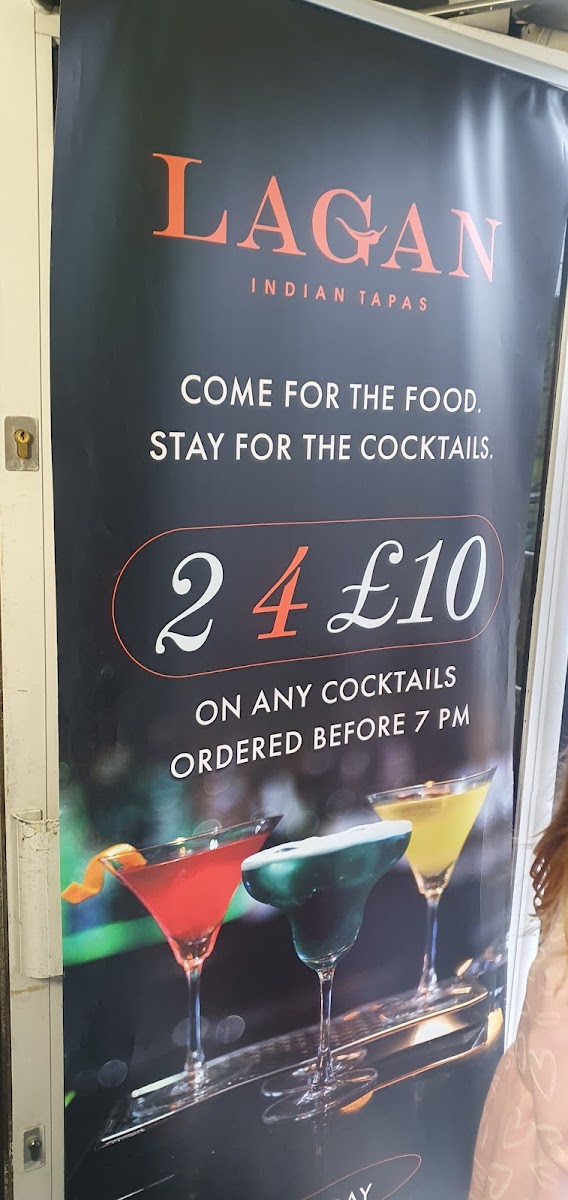 LAGAN
INDIAN TAPAS
COME FOR THE FOOD.
STAY FOR THE COCKTAILS.
2 4 £10
ON ANY COCKTAILS
ORDERED BEFORE 7 PM